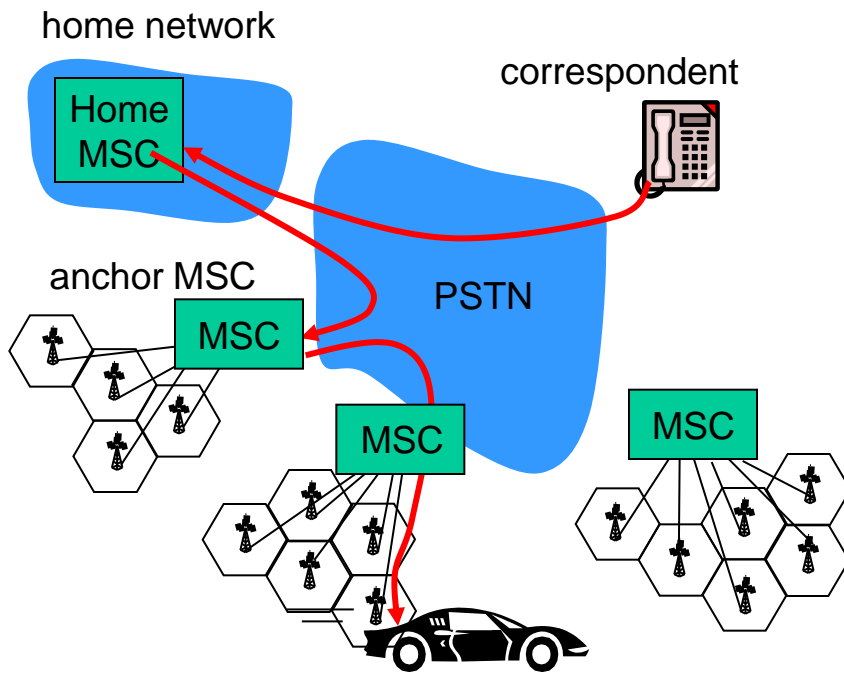 home network
correspondent
Home
MSC
anchor MSC
PSTN
MSC
MSC
MSC